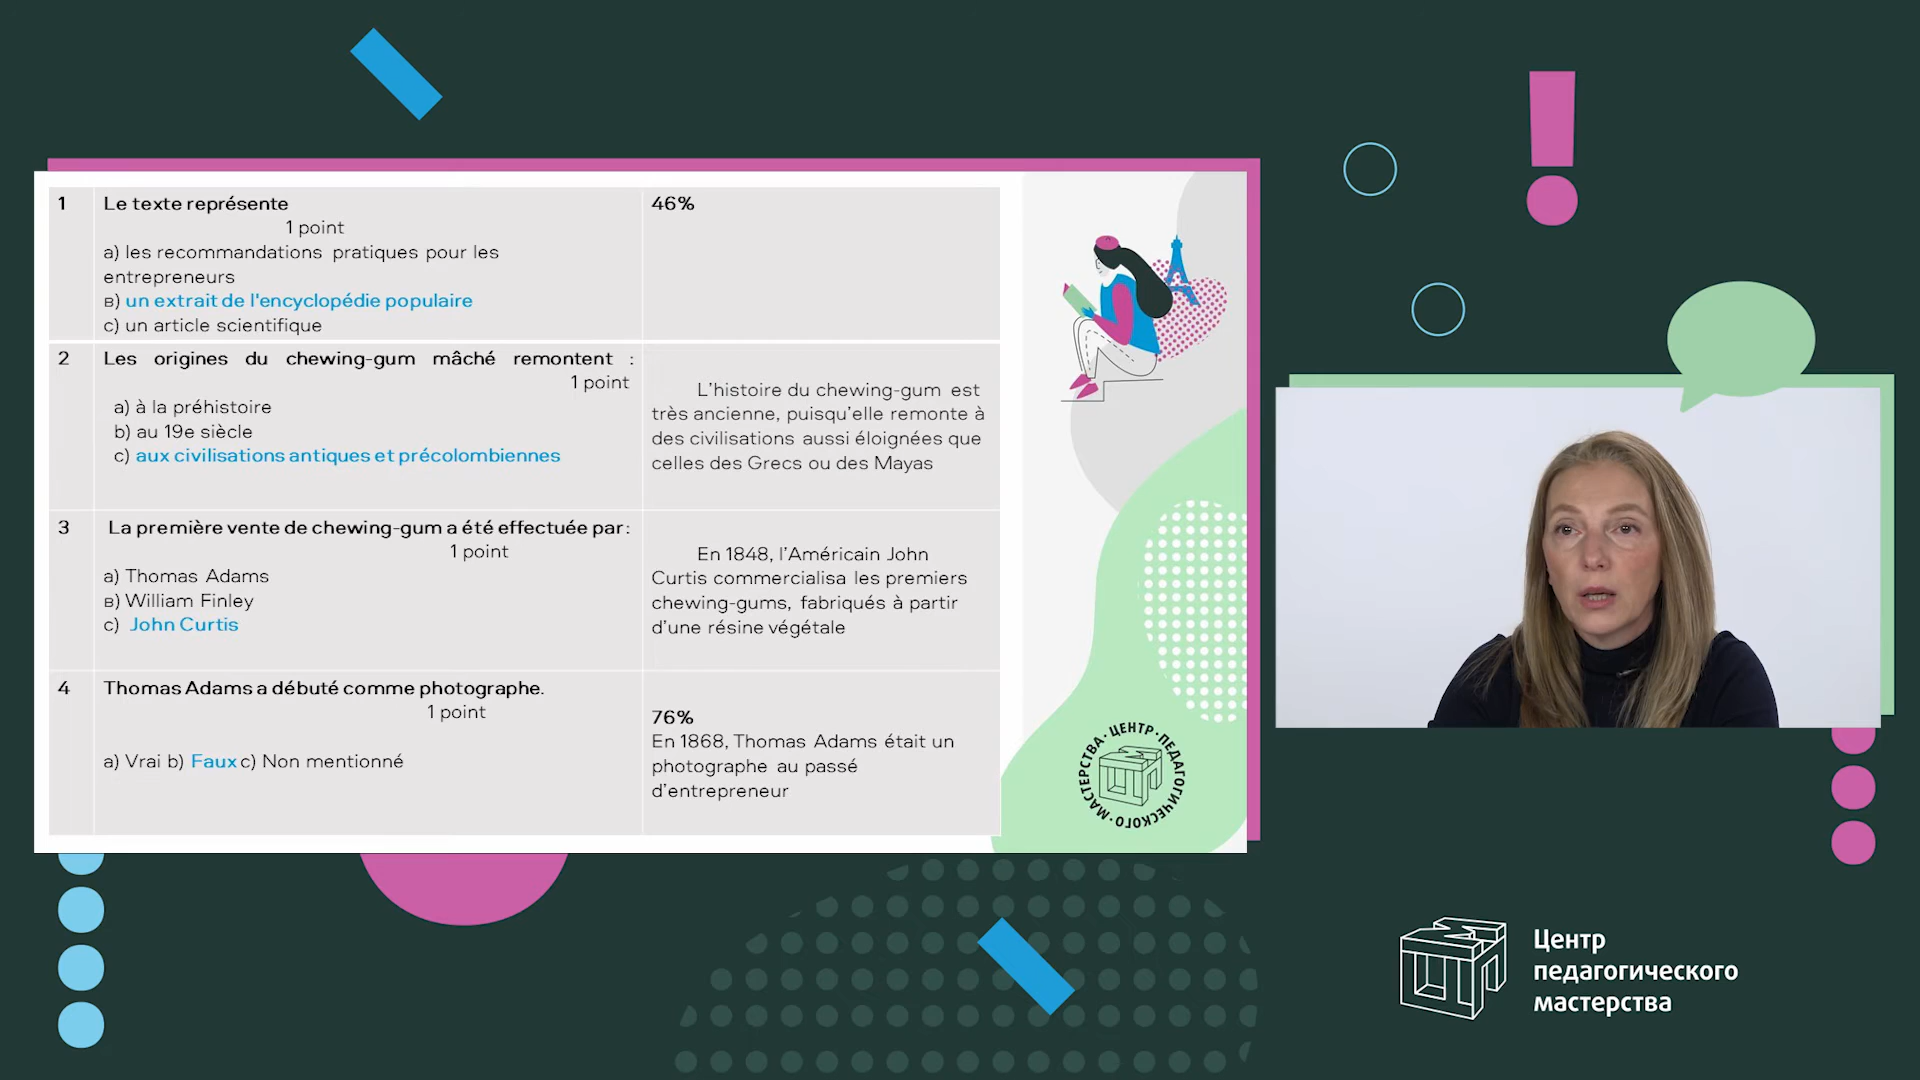 1
Le texte représente
1 point
a) les recommandations pratiques pour les
entrepreneurs
в) un extrait de l'encyclopédie populaire
c) un article scientifique
46%
2
Les origines du chewing-gum mâché remontent :
1 point
a) à la préhistoire
b) au 19e siècle
c) aux civilisations antiques et précolombiennes
L'histoire du chewing-gum est
très ancienne, puisqu'elle remonte à
des civilisations aussi éloignées que
celles des Grecs ou des Mayas
3
La première vente de chewing-gum a été effectuée par:
1 point
a) Thomas Adams
в) William Finley
c) John Curtis
En 1848, l'Américain John
Curtis commercialisa les premiers
chewing-gums, fabriqués à partir
d'une résine végétale
4
Thomas Adams a débuté comme photographe.
1 point
a) Vrai b) Faux c) Non mentionné
76%
En 1868, Thomas Adams était un
photographe au passé
d'entrepreneur
ЦЕНТР·ПЕДАГОГИЧЕСКОГО·МАСТЕРСТВА·
Центр
педагогического
мастерства